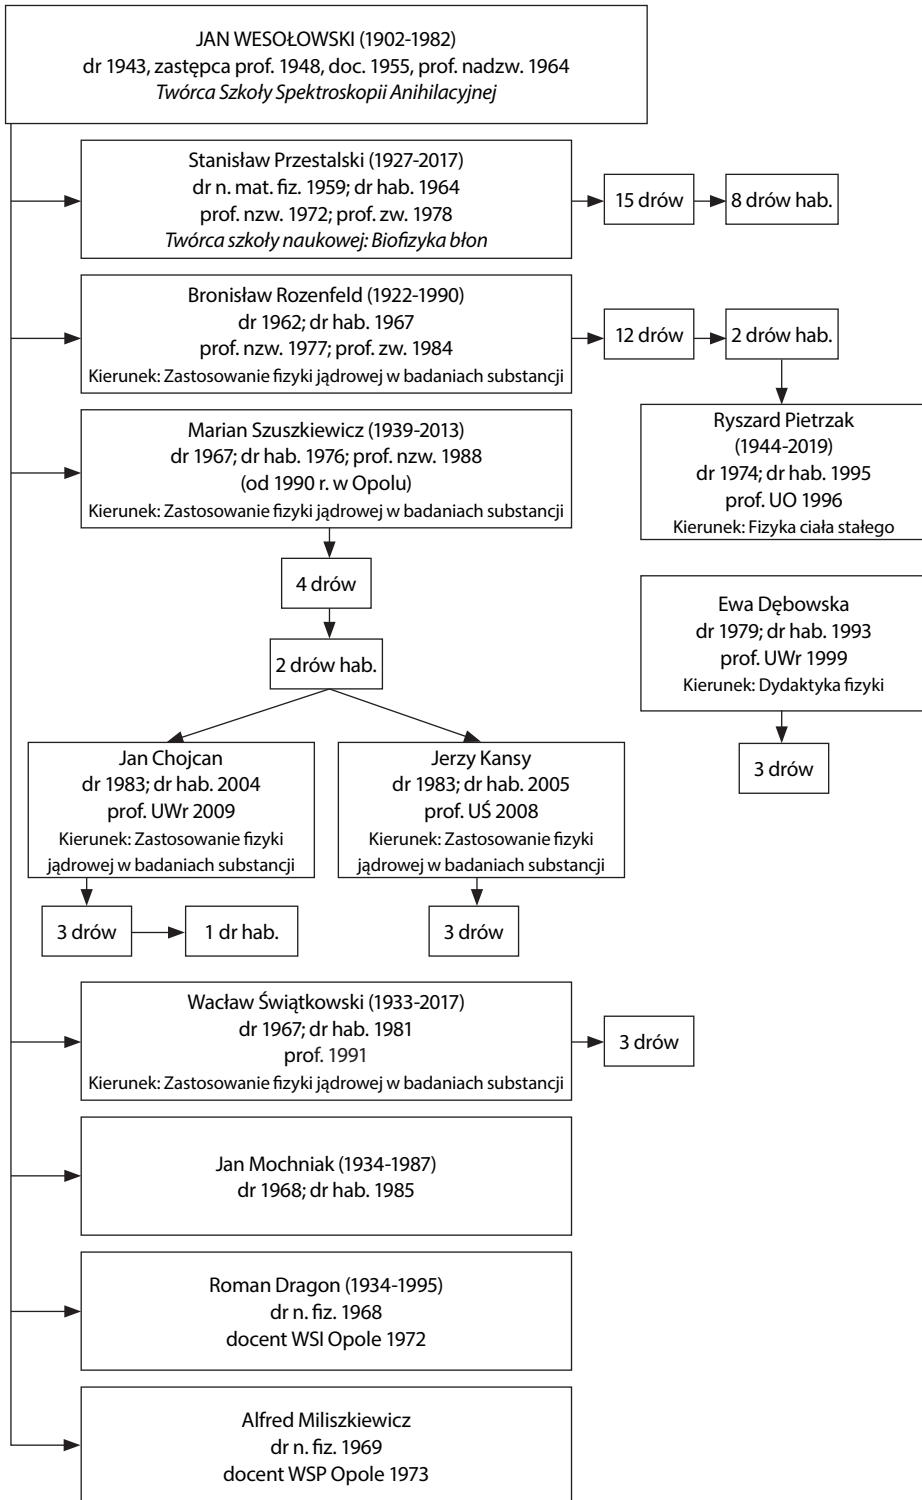 JAN WESOŁOWSKI (1902-1982)
dr 1943, zastępca prof. 1948, doc. 1955, prof. nadzw. 1964
Twórca Szkoły Spektroskopii Anihilacyjnej
Stanisław Przestalski (1927-2017)
dr n. mat. fiz. 1959; dr hab. 1964
prof. nzw. 1972; prof. zw. 1978
Twórca szkoły naukowej: Biofizyka błon
15 drów
8 drów hab.
Bronisław Rozenfeld (1922-1990)
dr 1962; dr hab. 1967
prof. nzw. 1977; prof. zw. 1984
Kierunek: Zastosowanie fizyki jądrowej w badaniach substancji
12 drów
2 drów hab.
Ryszard Pietrzak
(1944-2019)
dr 1974; dr hab. 1995
prof. UO 1996
Kierunek: Fizyka ciała stałego
Marian Szuszkiewicz (1939-2013)
dr 1967; dr hab. 1976; prof. nzw. 1988
(od 1990 r. w Opolu)
Kierunek: Zastosowanie fizyki jądrowej w badaniach substancji
4 drów
2 drów hab.
Ewa Dębowska
dr 1979; dr hab. 1993
prof. UWr 1999
Kierunek: Dydaktyka fizyki
3 drów
Jan Chojcan
dr 1983; dr hab. 2004
prof. UWr 2009
Kierunek: Zastosowanie fizyki
jądrowej w badaniach substancji
3 drów
1 dr hab.
Jerzy Kansy
dr 1983; dr hab. 2005
prof. UŚ 2008
Kierunek: Zastosowanie fizyki
jądrowej w badaniach substancji
3 drów
Wacław Świątkowski (1933-2017)
dr 1967; dr hab. 1981
prof. 1991
Kierunek: Zastosowanie fizyki jądrowej w badaniach substancji
3 drów
Jan Mochniak (1934-1987)
dr 1968; dr hab. 1985
Roman Dragon (1934-1995)
dr n. fiz. 1968
docent WSI Opole 1972
Alfred Miliszkiewicz
dr n. fiz. 1969
docent WSP Opole 1973